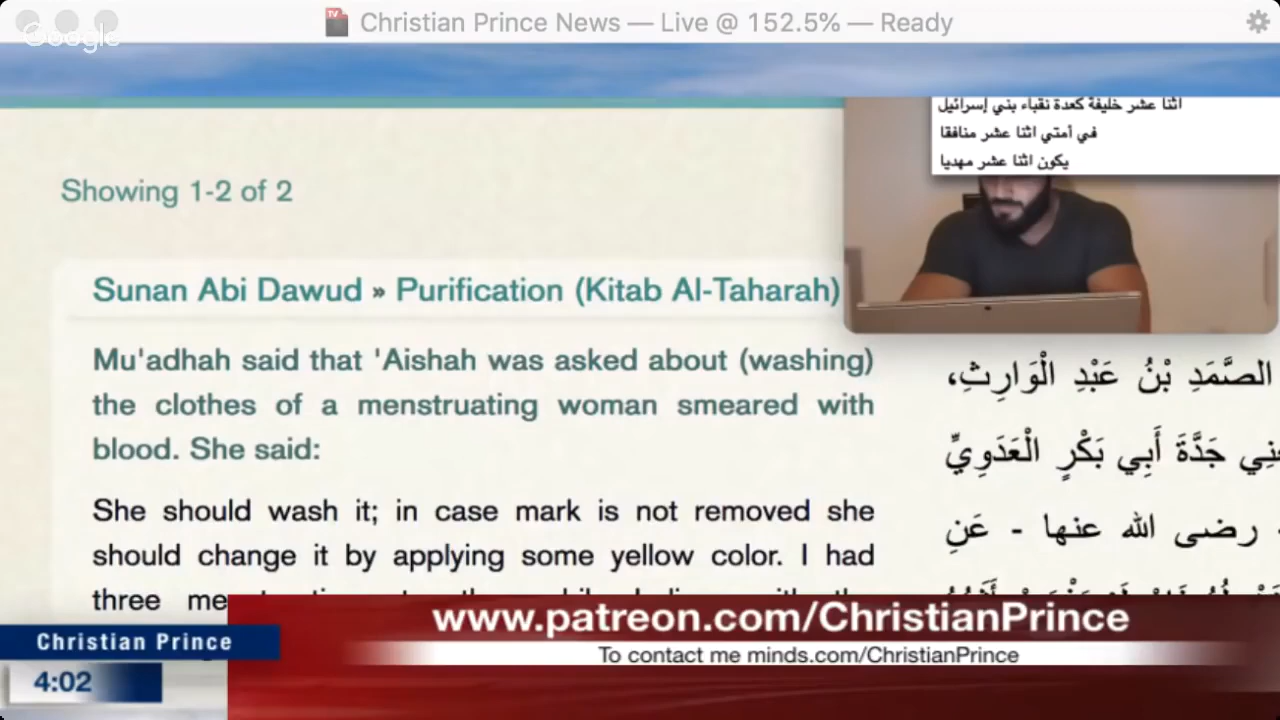 Google
Christian Prince News — Live @ 152.5% — Ready
اثنا عشر خليفة كعدة نقباء بني إسرائيل
في أمتي اثنا عشر منافقا
يكون اثنا عشر مهديا
Showing 1-2 of 2
Sunan Abi Dawud » Purification (Kitab Al-Taharah)
Mu'adhah said that 'Aishah was asked about (washing)
the clothes of a menstruating woman smeared with
blood. She said:
She should wash it; in case mark is not removed she
should change it by applying some yellow color. I had
three
الصَّمَدِ بْنُ عَبْدِ الْوَارِثِ،
جَدَّةَ أَبِي بَكْرٍ الْعَدَوِيِّ
رضى الله عنها - عَنِ
www.patreon.com/ChristianPrince
To contact me minds.com/ChristianPrince
Christian Prince
4:02